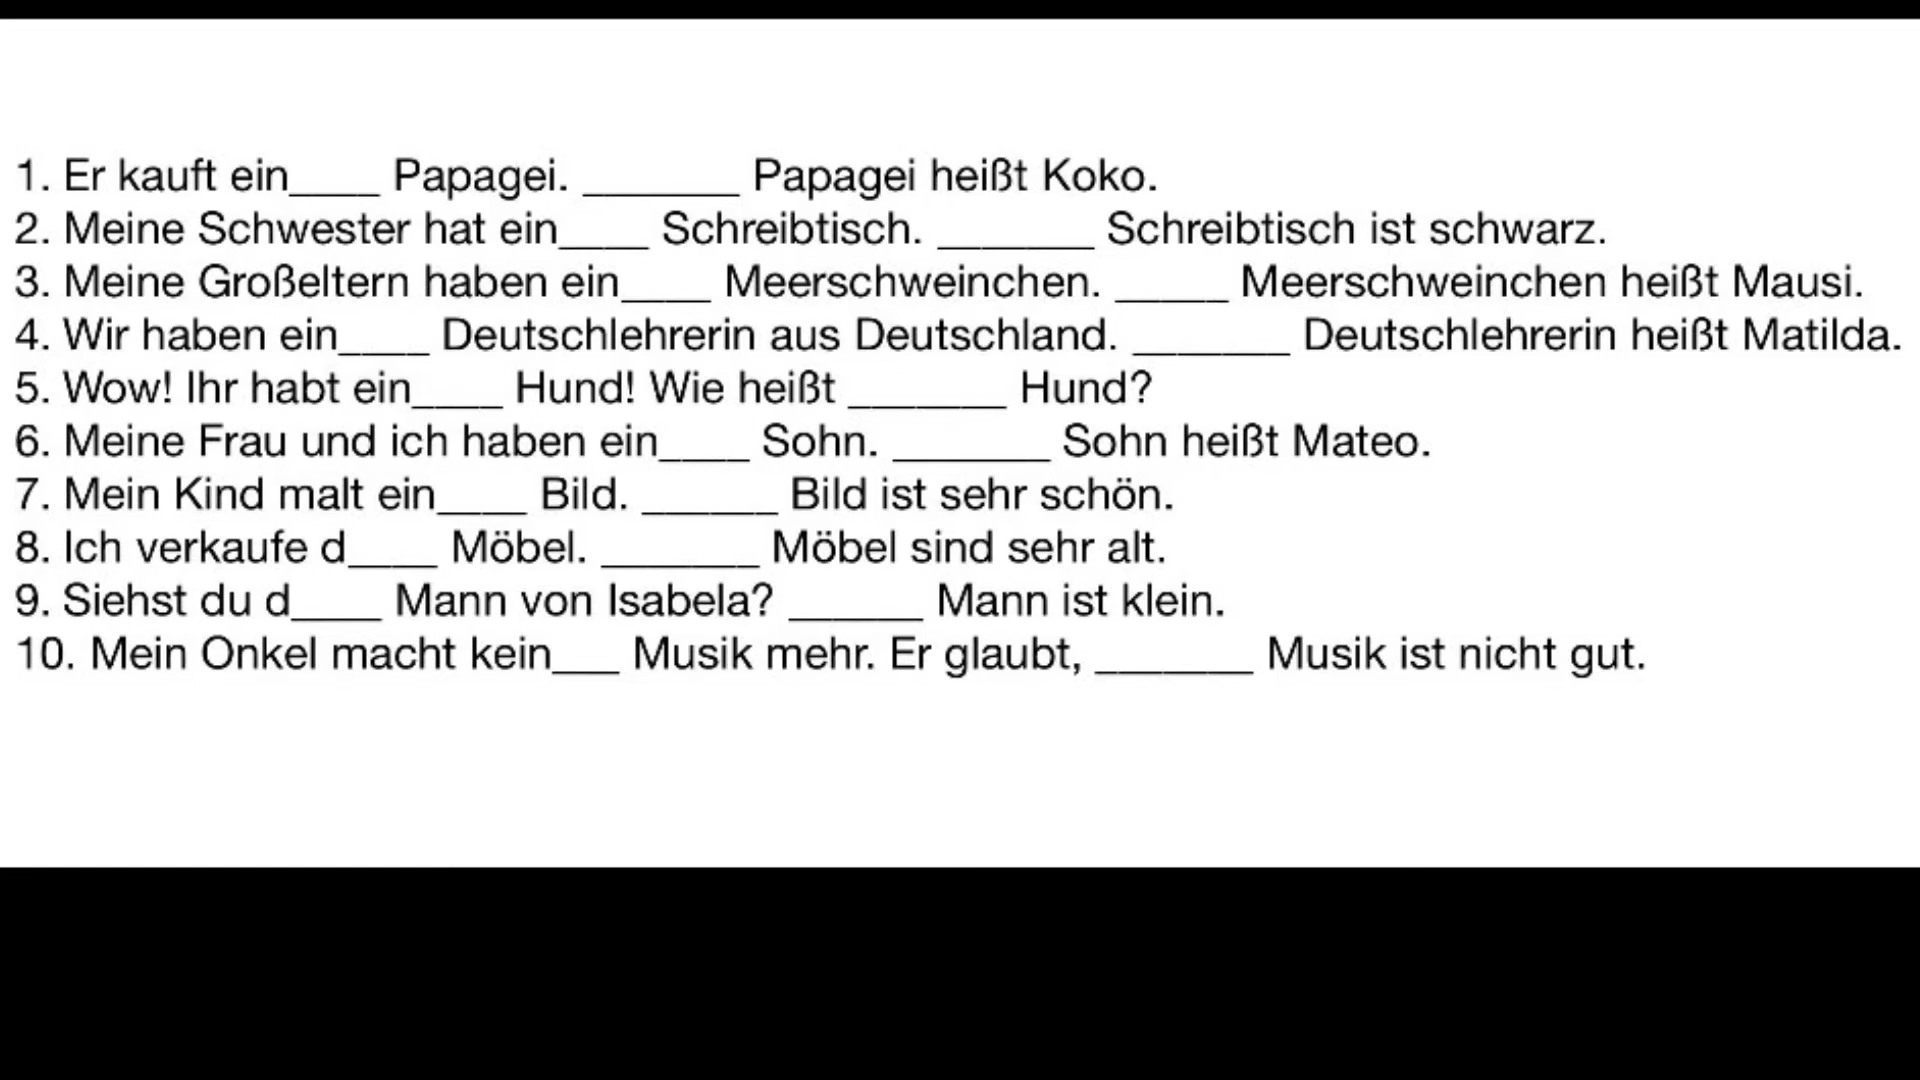 1. Er kauft ein____ Papagei. _______ Papagei heißt Koko.
2. Meine Schwester hat ein____ Schreibtisch. _______ Schreibtisch ist schwarz.
3. Meine Großeltern haben ein____ Meerschweinchen. _____ Meerschweinchen heißt Mausi.
4. Wir haben ein____ Deutschlehrerin aus Deutschland. _______ Deutschlehrerin heißt Matilda.
5. Wow! Ihr habt ein____ Hund! Wie heißt _______ Hund?
6. Meine Frau und ich haben ein____ Sohn. _______ Sohn heißt Mateo.
7. Mein Kind malt ein____ Bild. ______ Bild ist sehr schön.
8. Ich verkaufe d____ Möbel. _______ Möbel sind sehr alt.
9. Siehst du d____ Mann von Isabela? ______ Mann ist klein.
10. Mein Onkel macht kein___ Musik mehr. Er glaubt, _______ Musik ist nicht gut.